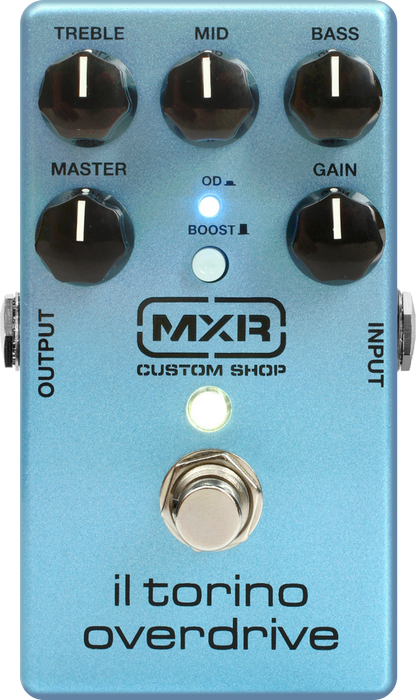 TREBLE MID BASS
MASTER GAIN
OD
BOOST
OUTPUT
INPUT
MXR
CUSTOM SHOP
il torino
overdrive